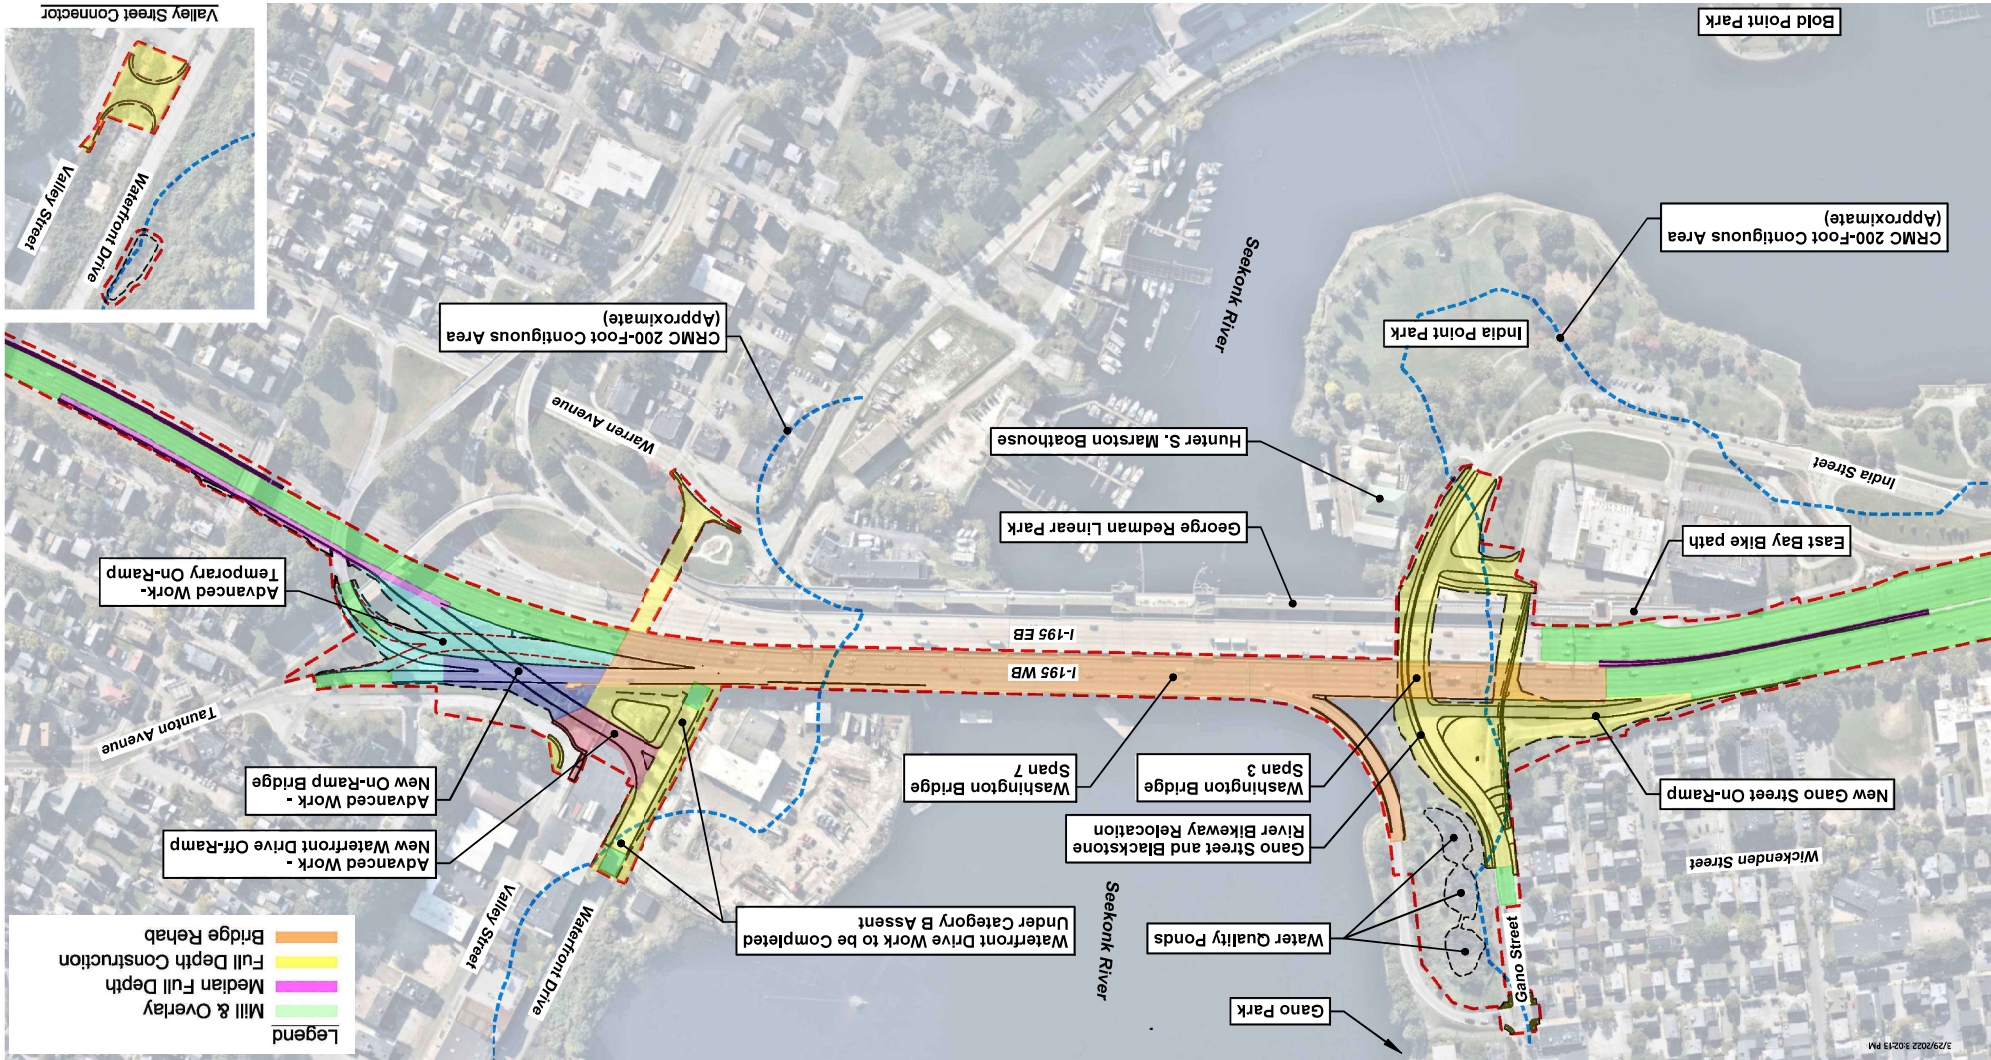 3/29/2022 3:02:13 PM
Gano Park
Legend
Mill & Overlay
Median Full Depth
Full Depth Construction
Bridge Rehab
Gano Street
Water Quality Ponds
Seekonk River
Waterfront Drive Work to be Completed
Under Category B Assent
Waterfront Drive
Valley Street
Wickenden Street
Gano Street and Blackstone
River Bikeway Relocation
Advanced Work -
New Waterfront Drive Off-Ramp
New Gano Street On-Ramp
Washington Bridge
Span 3
Washington Bridge
Span 7
Advanced Work -
New On-Ramp Bridge
Taunton Avenue
I-195 WB
I-195 EB
Advanced Work-
Temporary On-Ramp
East Bay Bike path
George Redman Linear Park
India Street
Hunter S. Marston Boathouse
Warren Avenue
India Point Park
CRMC 200-Foot Contiguous Area
(Approximate)
Seekonk River
CRMC 200-Foot Contiguous Area
(Approximate)
Bold Point Park
Waterfront Drive
Valley Street
Valley Street Connector